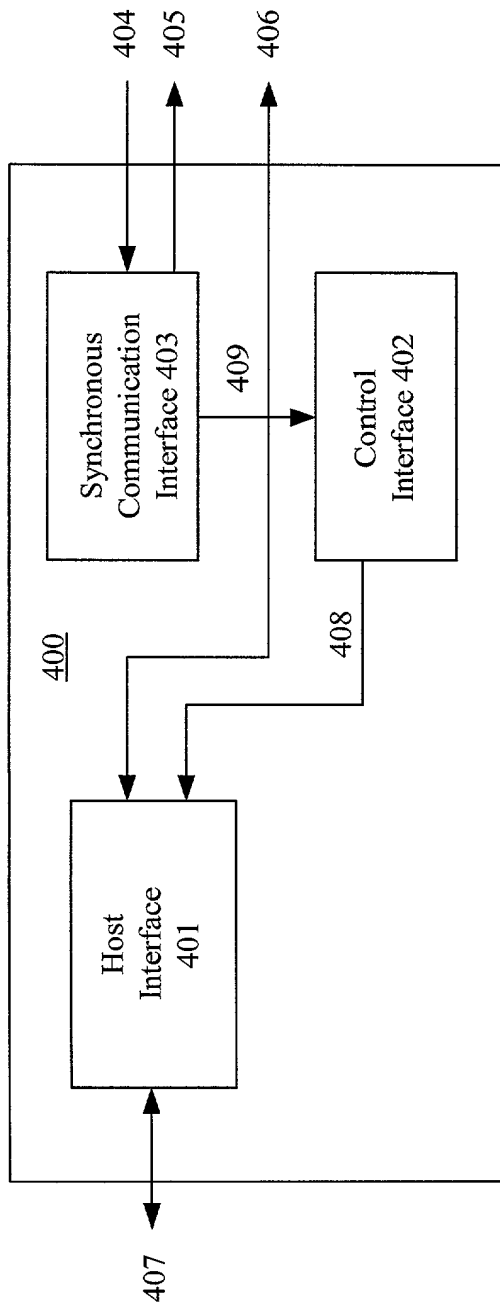 400
Host
Interface
401
Synchronous
Communication
Interface 403
Control
Interface 402
404
405
406
407
408
409